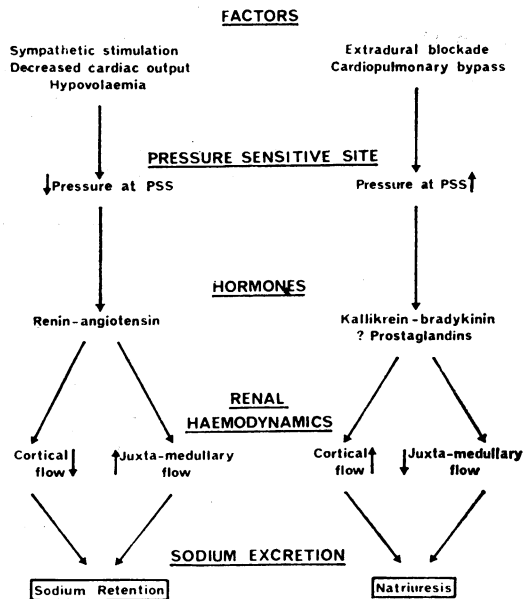 FACTORS
Sympathetic stimulation
Decreased cardiac output
Hypovolaemia
Extradural blockade
Cardiopulmonary bypass
PRESSURE SENSITIVE SITE
↓Pressure at PSS
Pressure at PSS↑
HORMONES
Renin-angiotensin
Kallikrein-bradykinin
? Prostaglandins
RENAL
HAEMODYNAMICS
Cortical
flow↓
↑Juxta-medullary
flow
Cortical
flow↑
↓Juxta-medullary
flow
SODIUM EXCRETION
Sodium Retention
Natriuresis